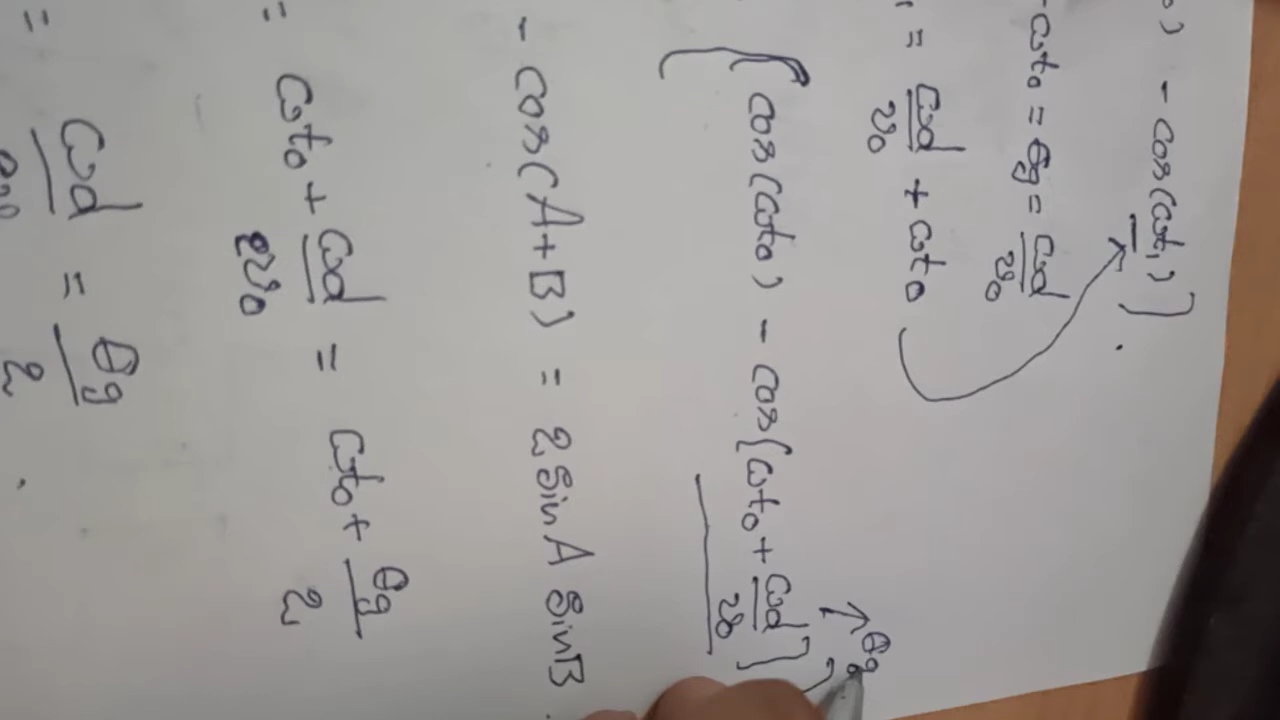 ) - cos(ωt₁)].
-ωt₀ = θg = ωd/v₀
₁ = ωd/v₀ + ωt₀
[cos(ωt₀) - cos(ωt₀ + ωd/v₀)] ↑ θg
- cos(A+B) = 2 sin A sin B.
= ωt₀ + ωd/2v₀ = ωt₀ + θg/2
= ωd/2v₀ = θg/2.